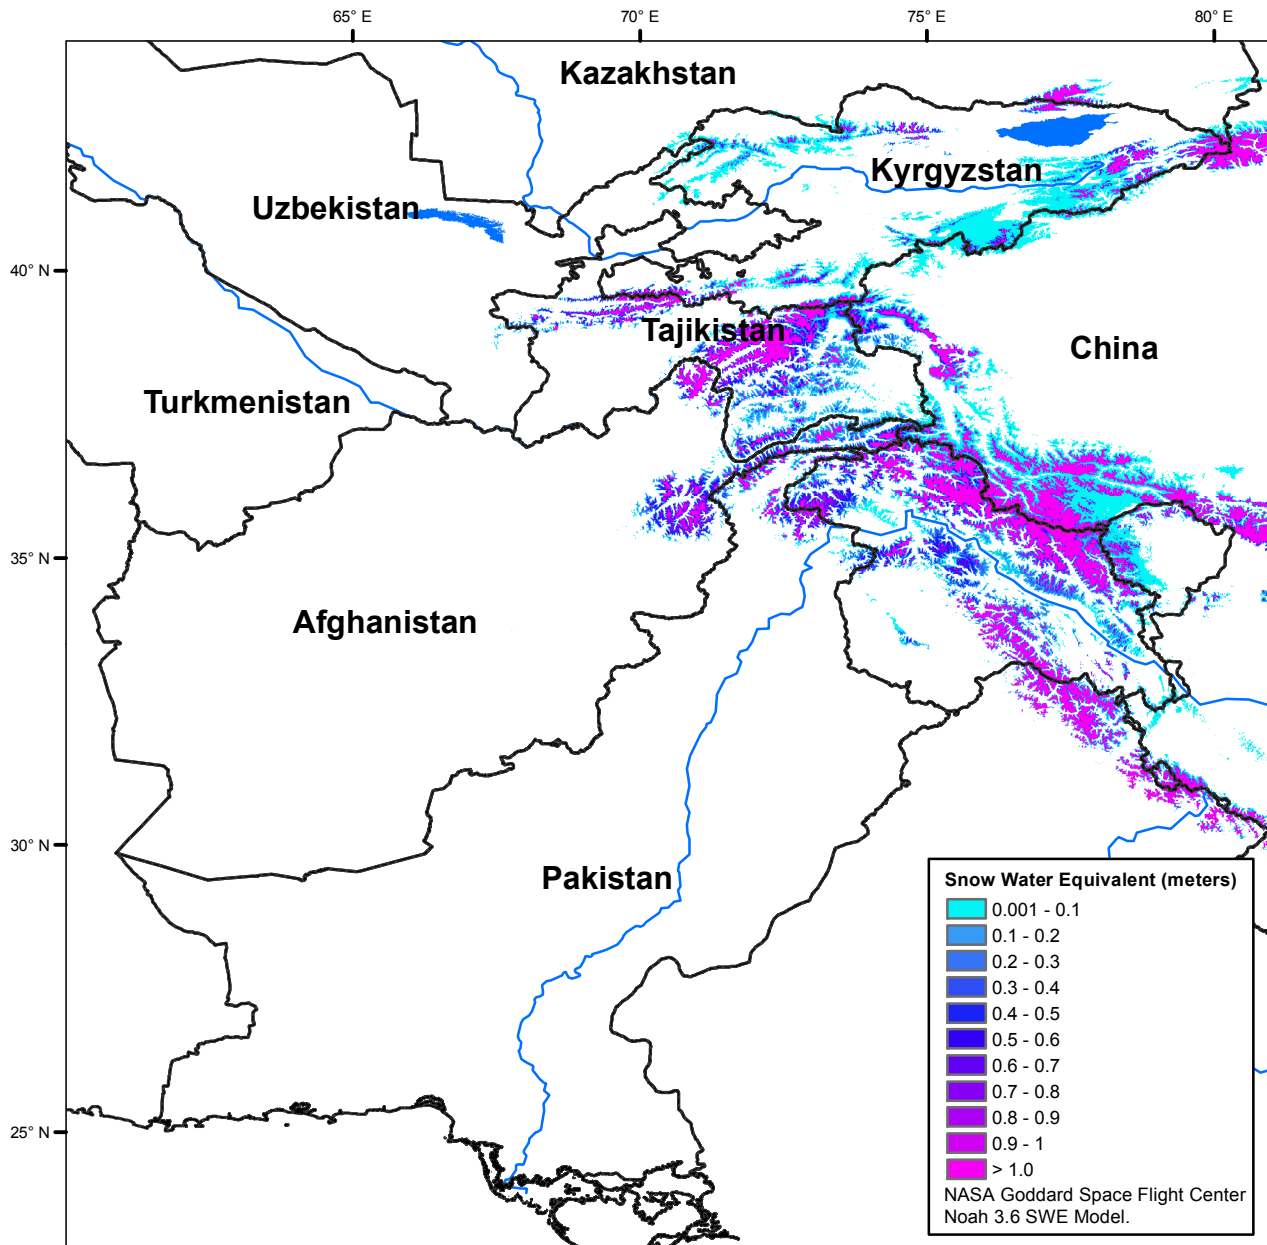 65° E
70° E
75° E
80° E
Kazakhstan
Kyrgyzstan
Uzbekistan
40° N
Tajikistan
China
Turkmenistan
35° N
Afghanistan
30° N
Pakistan
25° N
Snow Water Equivalent (meters)
0.001 - 0.1
0.1 - 0.2
0.2 - 0.3
0.3 - 0.4
0.4 - 0.5
0.5 - 0.6
0.6 - 0.7
0.7 - 0.8
0.8 - 0.9
0.9 - 1
> 1.0
NASA Goddard Space Flight Center
Noah 3.6 SWE Model.